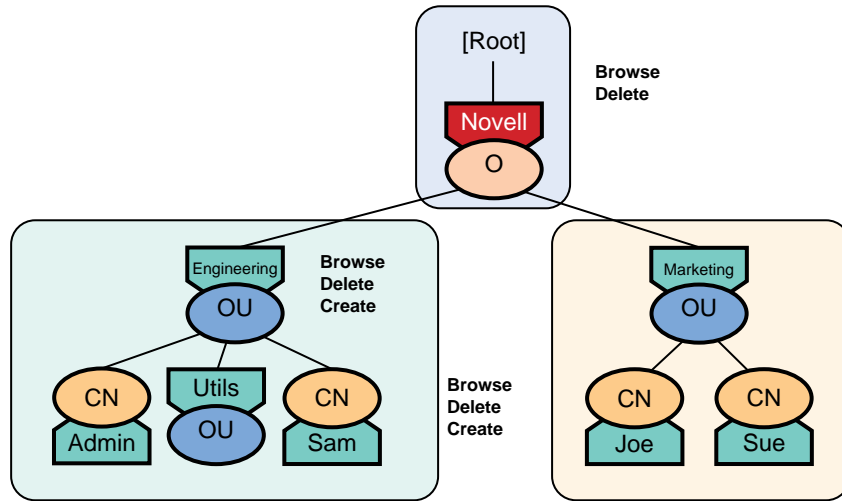 [Root]
Browse
Delete
Novell
O
Engineering
Browse
Delete
Create
OU
Marketing
OU
CN
Utils
CN
Browse
Delete
Create
Admin
OU
Sam
CN
CN
Joe
Sue